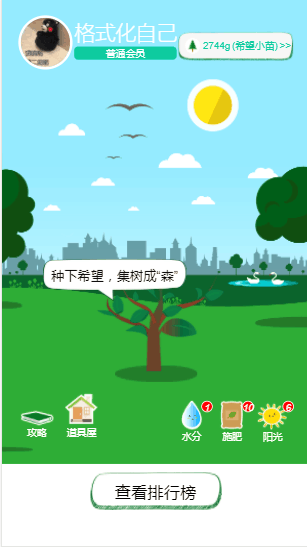 格式化自己
普通会员
2744g(希望小苗)>>
种下希望，集树成“森”
攻略
道具屋
1
水分
10
施肥
6
阳光
查看排行榜